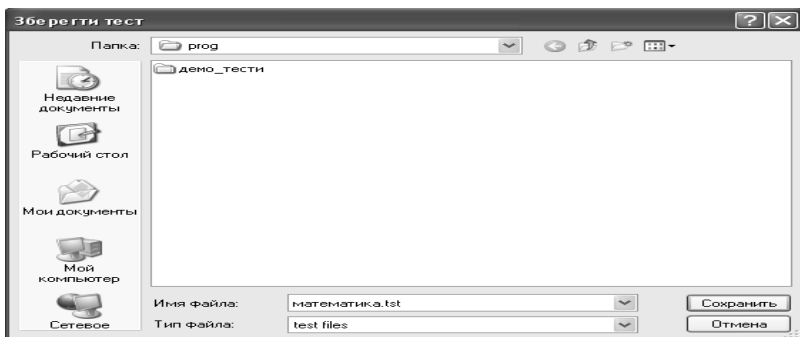 Зберегти тест
Папка: prog
демо_тести
Недавние
документы
Рабочий стол
Мои документы
Мой
компьютер
Сетевое
Имя файла: математика.tst Сохранить
Тип файла: test files Отмена